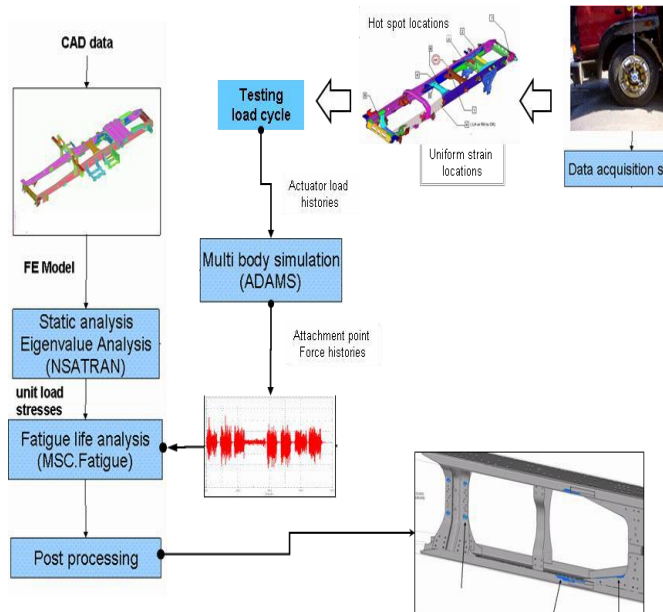 CAD data
Hot spot locations
Testing
load cycle
Uniform strain
locations
Data acquisition s
Actuator load
histories
FE Model
Multi body simulation
(ADAMS)
Static analysis
Eigenvalue Analysis
(NSATRAN)
Attachment point
Force histories
unit load
stresses
Fatigue life analysis
(MSC.Fatigue)
Post processing